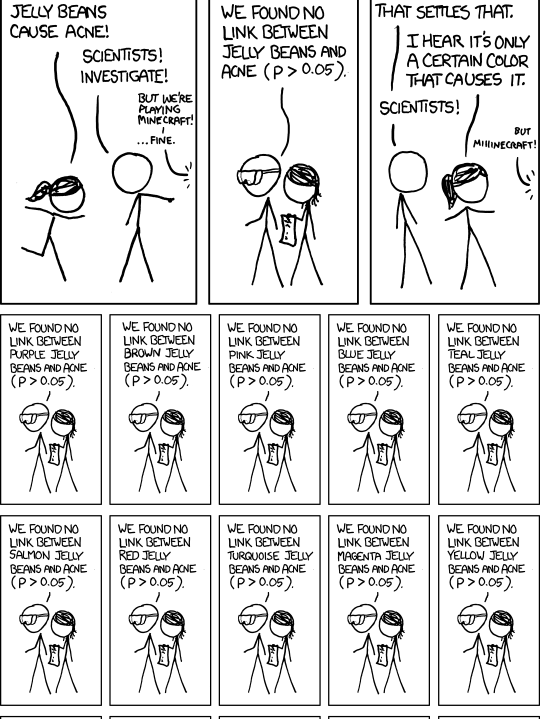 JELLY BEANS
CAUSE ACNE!
SCIENTISTS!
INVESTIGATE!
BUT WE'RE
PLAYING
MINECRAFT!
...FINE.
WE FOUND NO
LINK BETWEEN
JELLY BEANS AND
ACNE (P > 0.05).
THAT SETTLES THAT.
I HEAR IT'S ONLY
A CERTAIN COLOR
THAT CAUSES IT.
SCIENTISTS!
BUT
MIIIINECRAFT!
WE FOUND NO
LINK BETWEEN
PURPLE JELLY
BEANS AND ACNE
(P > 0.05).
WE FOUND NO
LINK BETWEEN
BROWN JELLY
BEANS AND ACNE
(P > 0.05).
WE FOUND NO
LINK BETWEEN
PINK JELLY
BEANS AND ACNE
(P > 0.05).
WE FOUND NO
LINK BETWEEN
BLUE JELLY
BEANS AND ACNE
(P > 0.05).
WE FOUND NO
LINK BETWEEN
TEAL JELLY
BEANS AND ACNE
(P > 0.05).
WE FOUND NO
LINK BETWEEN
SALMON JELLY
BEANS AND ACNE
(P > 0.05).
WE FOUND NO
LINK BETWEEN
RED JELLY
BEANS AND ACNE
(P > 0.05).
WE FOUND NO
LINK BETWEEN
TURQUOISE JELLY
BEANS AND ACNE
(P > 0.05).
WE FOUND NO
LINK BETWEEN
MAGENTA JELLY
BEANS AND ACNE
(P > 0.05).
WE FOUND NO
LINK BETWEEN
YELLOW JELLY
BEANS AND ACNE
(P > 0.05).